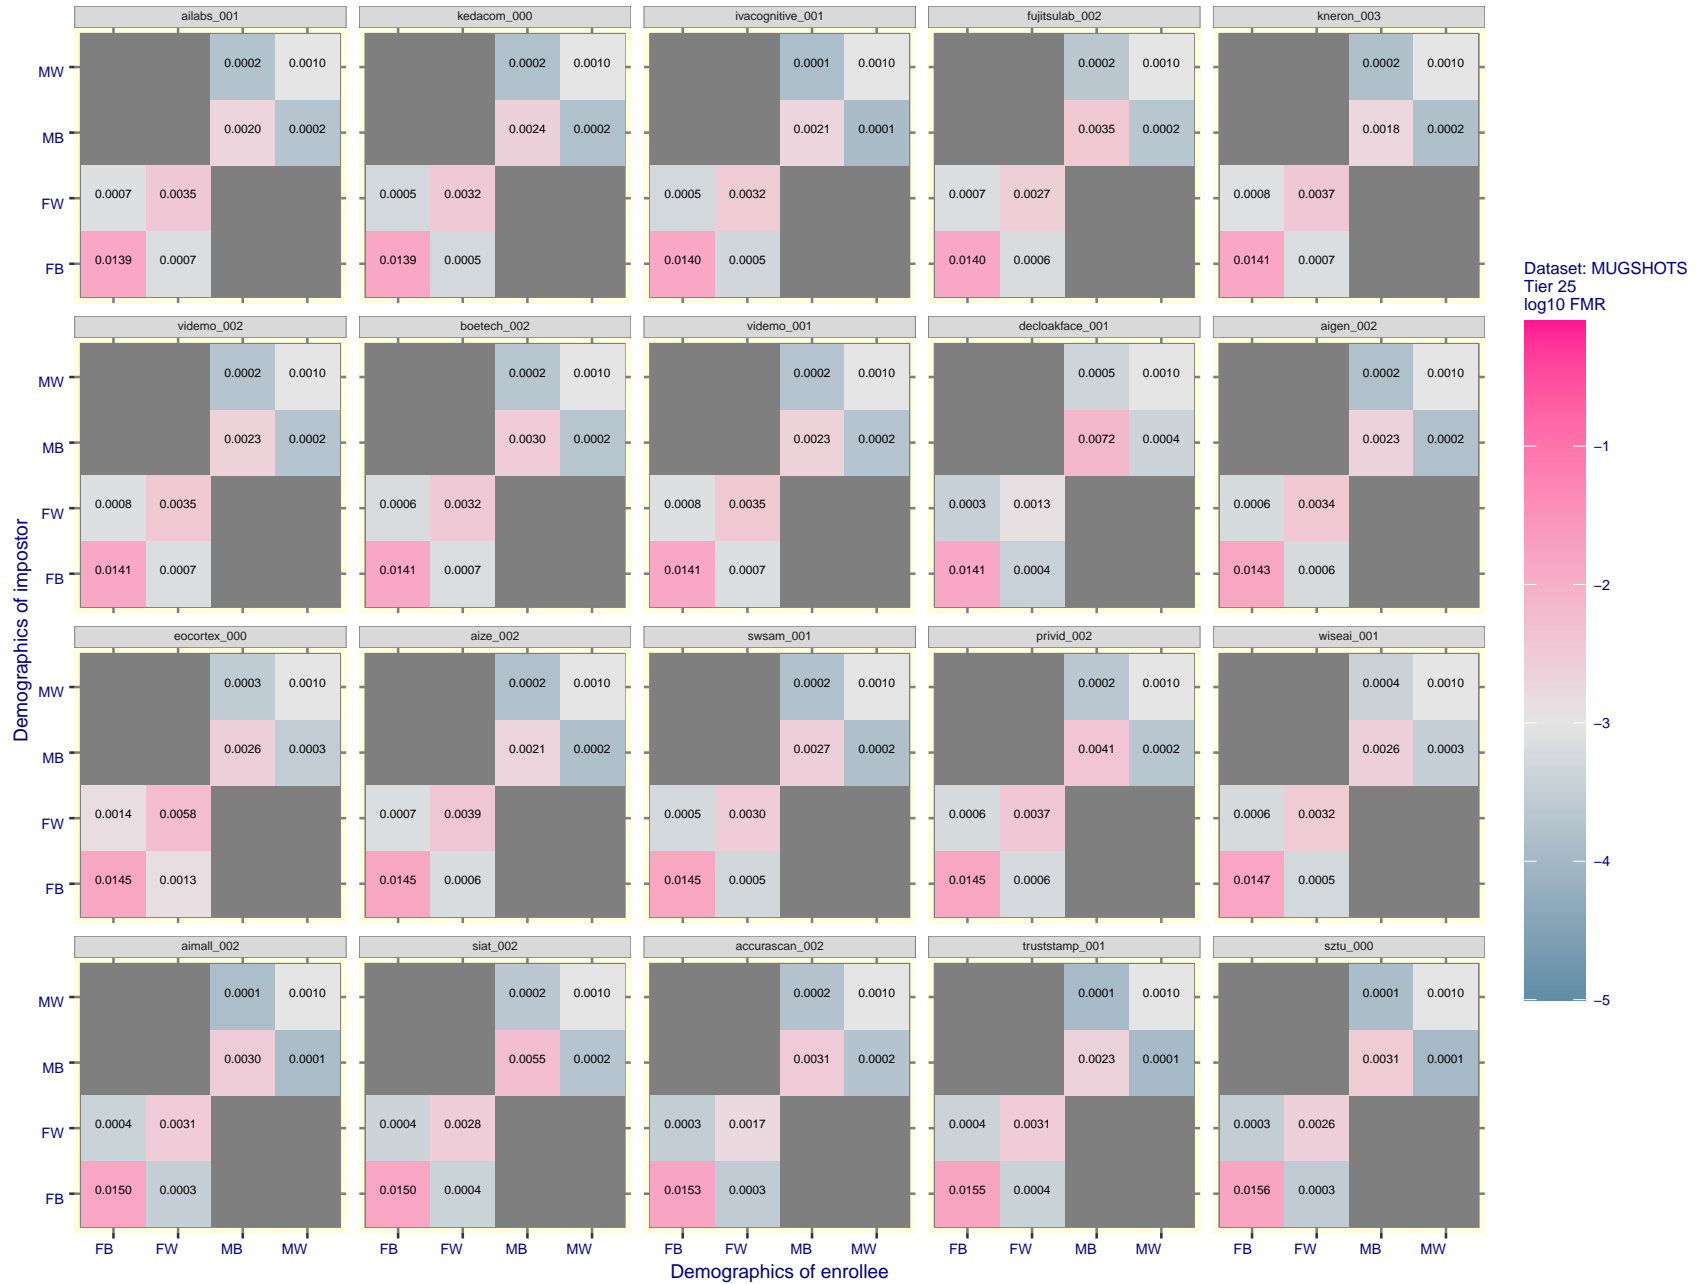 ailabs_001 kedacom_000 ivacognitive_001 fujitsulab_002 kneron_003
MW 0.0002 0.0010 0.0002 0.0010 0.0001 0.0010 0.0002 0.0010 0.0002 0.0010
MB 0.0020 0.0002 0.0024 0.0002 0.0021 0.0001 0.0035 0.0002 0.0018 0.0002
FW 0.0007 0.0035 0.0005 0.0032 0.0005 0.0032 0.0007 0.0027 0.0008 0.0037
FB 0.0139 0.0007 0.0139 0.0005 0.0140 0.0005 0.0140 0.0006 0.0141 0.0007
videmo_002 boetech_002 videmo_001 decloakface_001 aigen_002
MW 0.0002 0.0010 0.0002 0.0010 0.0002 0.0010 0.0005 0.0010 0.0002 0.0010
MB 0.0023 0.0002 0.0030 0.0002 0.0023 0.0002 0.0072 0.0004 0.0023 0.0002
FW 0.0008 0.0035 0.0006 0.0032 0.0008 0.0035 0.0003 0.0013 0.0006 0.0034
FB 0.0141 0.0007 0.0141 0.0007 0.0141 0.0007 0.0141 0.0004 0.0143 0.0006
eocortex_000 aize_002 swsam_001 privid_002 wiseai_001
MW 0.0003 0.0010 0.0002 0.0010 0.0002 0.0010 0.0002 0.0010 0.0004 0.0010
MB 0.0026 0.0003 0.0021 0.0002 0.0027 0.0002 0.0041 0.0002 0.0026 0.0003
FW 0.0014 0.0058 0.0007 0.0039 0.0005 0.0030 0.0006 0.0037 0.0006 0.0032
FB 0.0145 0.0013 0.0145 0.0006 0.0145 0.0005 0.0145 0.0006 0.0147 0.0005
aimall_002 siat_002 accurascan_002 truststamp_001 sztu_000
MW 0.0001 0.0010 0.0002 0.0010 0.0002 0.0010 0.0001 0.0010 0.0001 0.0010
MB 0.0030 0.0001 0.0055 0.0002 0.0031 0.0002 0.0023 0.0001 0.0031 0.0001
FW 0.0004 0.0031 0.0004 0.0028 0.0003 0.0017 0.0004 0.0031 0.0003 0.0026
FB 0.0150 0.0003 0.0150 0.0004 0.0153 0.0003 0.0155 0.0004 0.0156 0.0003
FB FW MB MW FB FW MB MW FB FW MB MW FB FW MB MW FB FW MB MW
Demographics of enrollee
Demographics of impostor
Dataset: MUGSHOTS
Tier 25
log10 FMR
−1
−2
−3
−4
−5